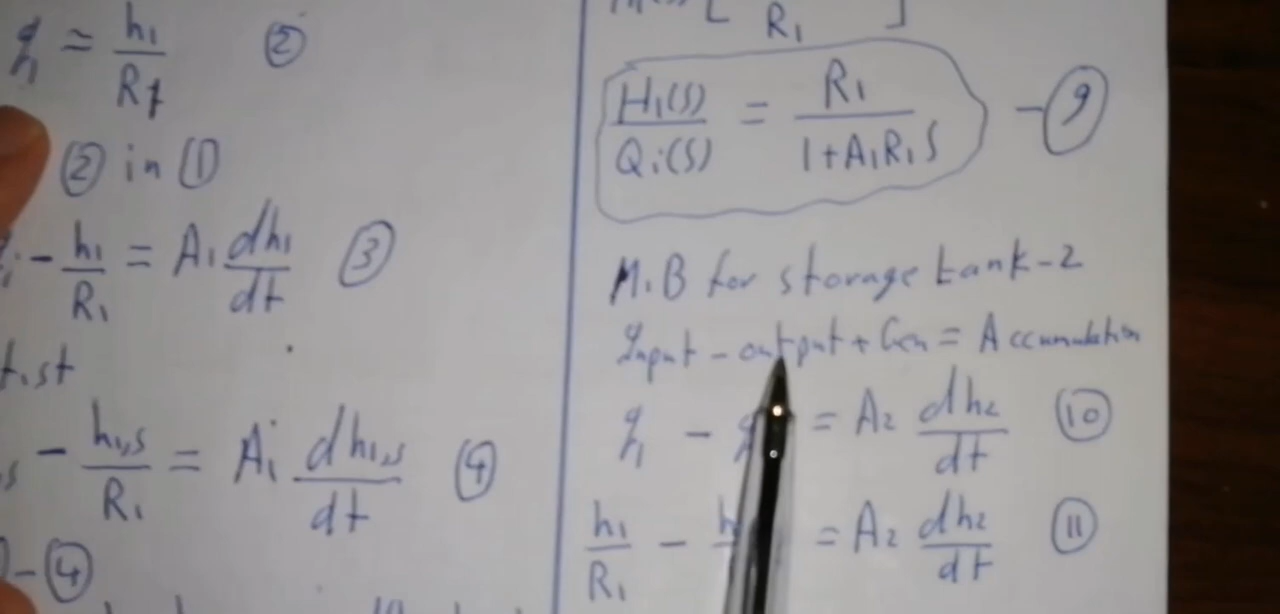 q₁ = h₁/R₁ ②
② in ①
- h₁/R₁ = A₁ dh₁/dt ③
t.st
- h₁,s/R₁ = A₁ dh₁,s/dt ④
- ④
R₁
H₁(s)/Qi(s) = R₁/(1+A₁R₁S) - ⑨
M.B for storage tank-2
Input - output + Gen = Accumulation
q₁ - = A₂ dh₂/dt ⑩
h₁/R₁ - h = A₂ dh₂/dt ⑪